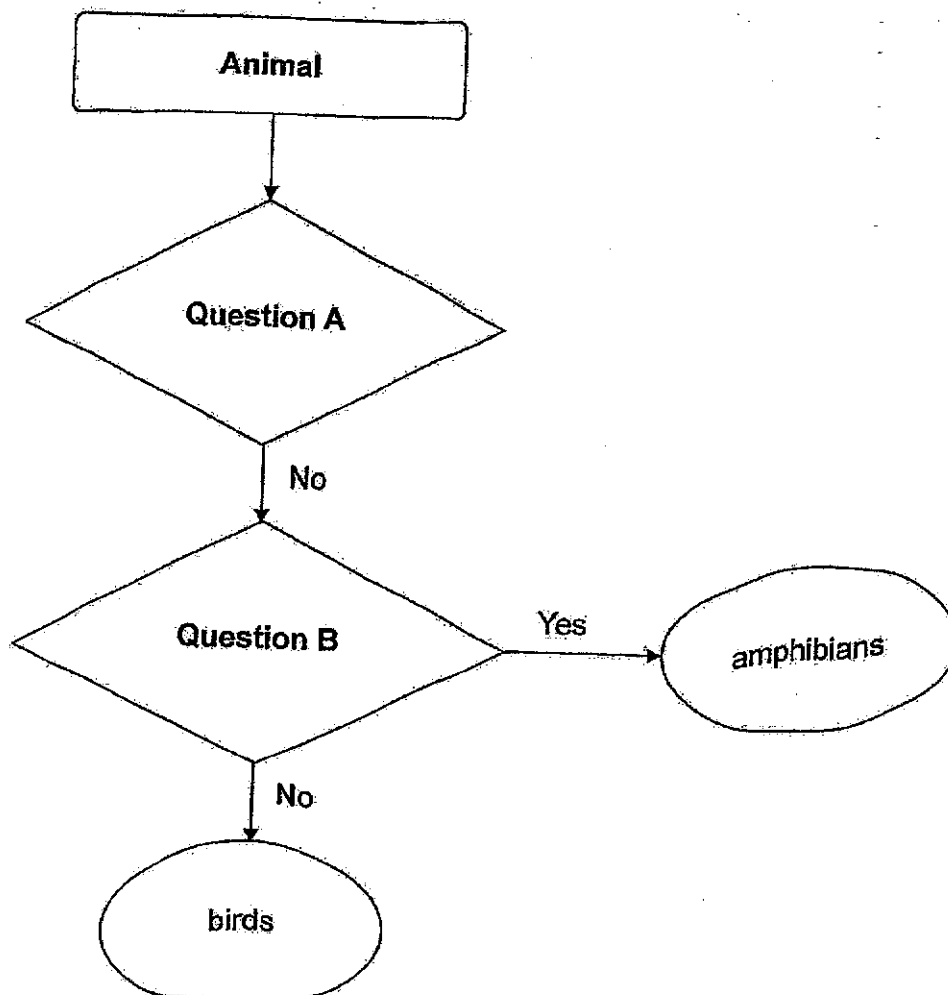 Animal
Question A
No
Question B
Yes
amphibians
No
birds